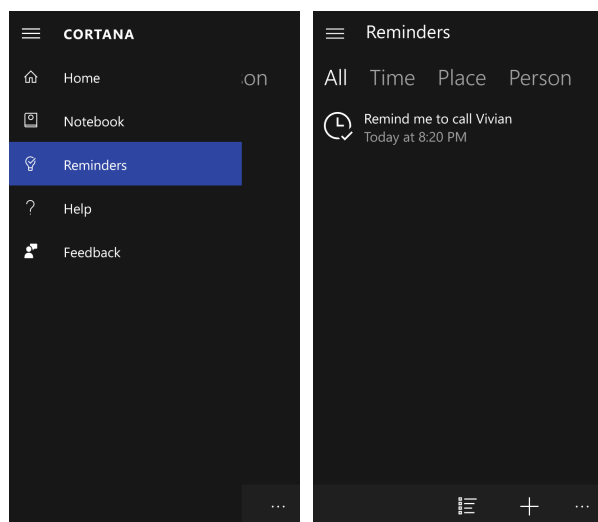 CORTANA
Home
Notebook
Reminders
Help
Feedback
on
Reminders
All Time Place Person
Remind me to call Vivian
Today at 8:20 PM